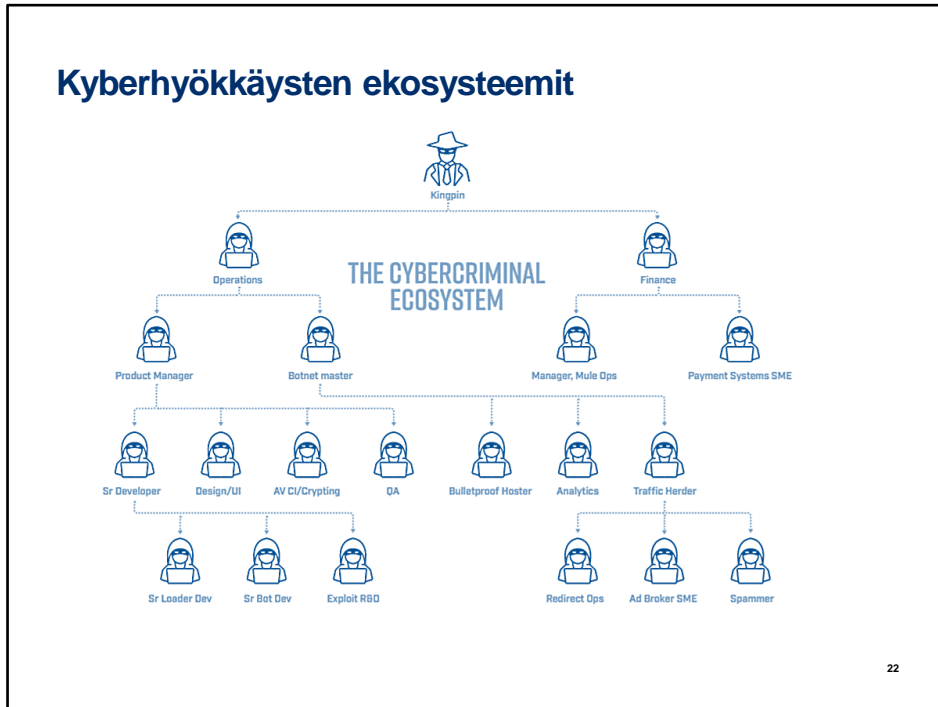 Kyberhyökkäysten ekosysteemit
Kingpin
Operations
THE CYBERCRIMINAL
ECOSYSTEM
Finance
Product Manager
Botnet master
Manager, Mule Ops
Payment Systems SME
Sr Developer
Design/UI
AV CI/Crypting
QA
Bulletproof Hoster
Analytics
Traffic Herder
Sr Loader Dev
Sr Bot Dev
Exploit R&D
Redirect Ops
Ad Broker SME
Spammer
22